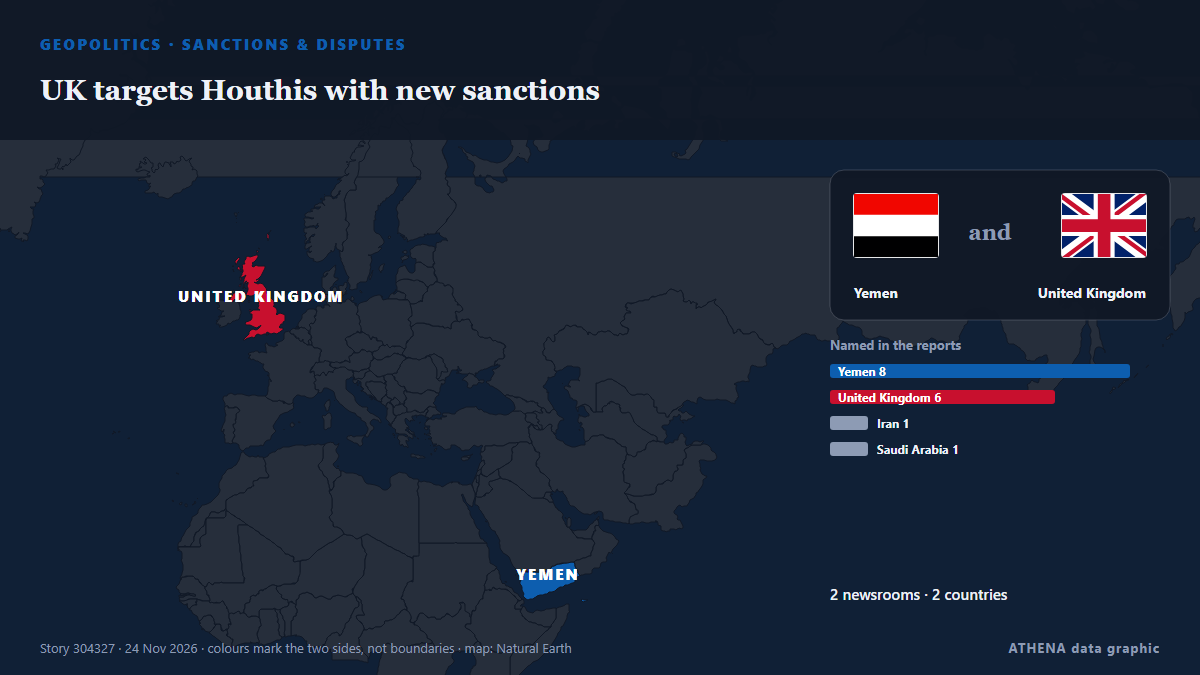 GEOPOLITICS · SANCTIONS & DISPUTES
UK targets Houthis with new sanctions
and
Yemen
United Kingdom
UNITED KINGDOM
YEMEN
Named in the reports
Yemen 8
United Kingdom 6
Iran 1
Saudi Arabia 1
2 newsrooms · 2 countries
Story 304327 · 24 Nov 2026 · colours mark the two sides, not boundaries · map: Natural Earth
ATHENA data graphic